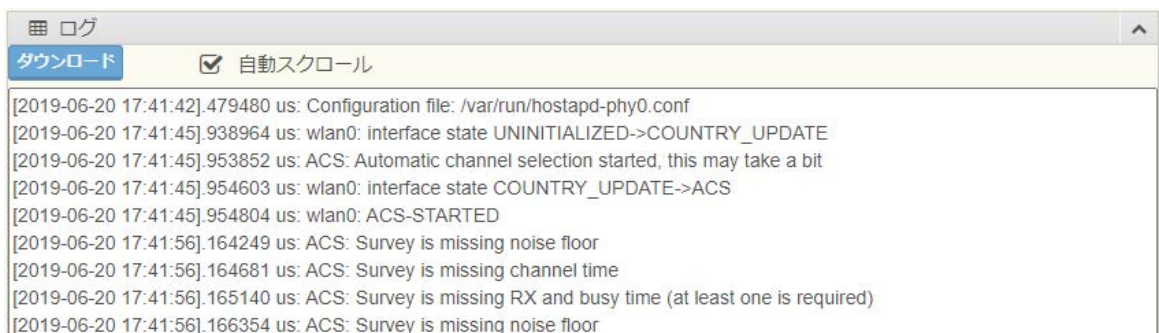 ログ
ダウンロード 自動スクロール
[2019-06-20 17:41:42].479480 us: Configuration file: /var/run/hostapd-phy0.conf
[2019-06-20 17:41:45].938964 us: wlan0: interface state UNINITIALIZED->COUNTRY_UPDATE
[2019-06-20 17:41:45].953852 us: ACS: Automatic channel selection started, this may take a bit
[2019-06-20 17:41:45].954603 us: wlan0: interface state COUNTRY_UPDATE->ACS
[2019-06-20 17:41:45].954804 us: wlan0: ACS-STARTED
[2019-06-20 17:41:56].164249 us: ACS: Survey is missing noise floor
[2019-06-20 17:41:56].164681 us: ACS: Survey is missing channel time
[2019-06-20 17:41:56].165140 us: ACS: Survey is missing RX and busy time (at least one is required)
[2019-06-20 17:41:56].166354 us: ACS: Survey is missing noise floor